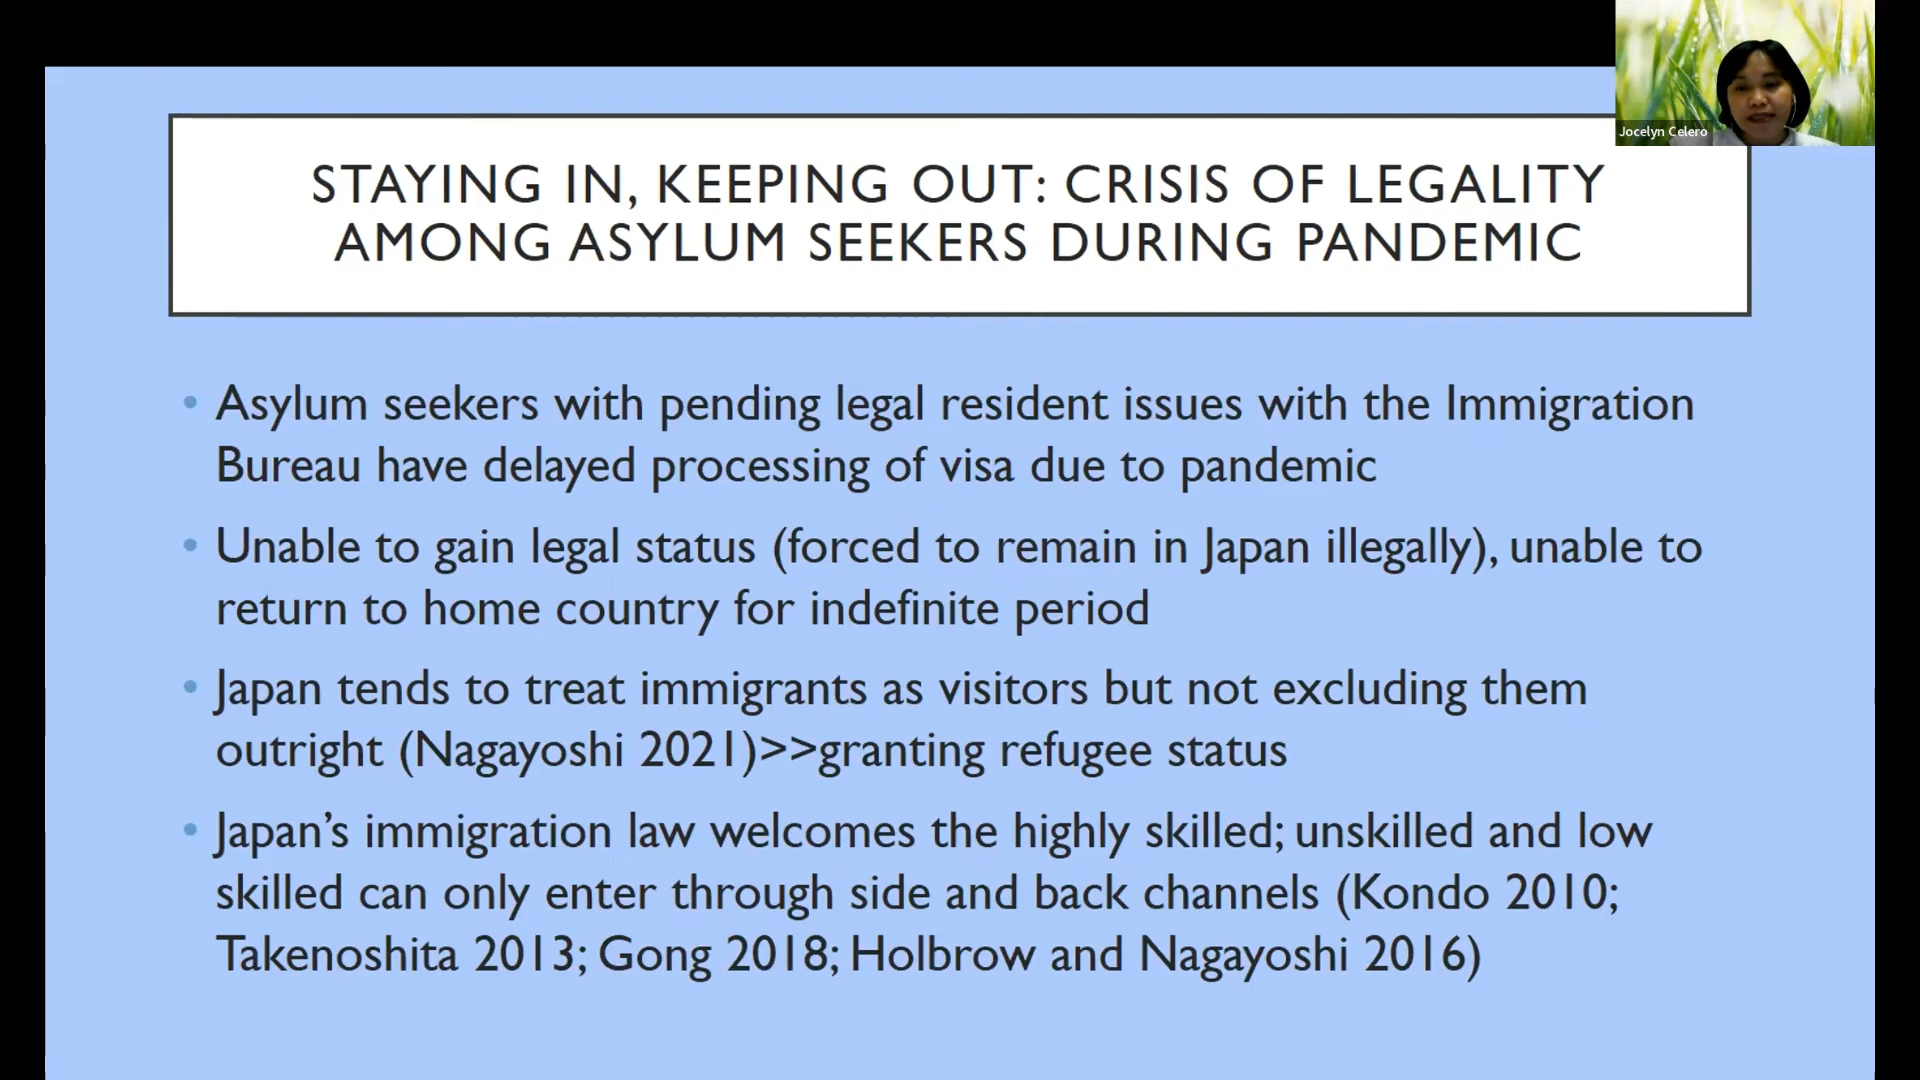 Jocelyn Celero
STAYING IN, KEEPING OUT: CRISIS OF LEGALITY
AMONG ASYLUM SEEKERS DURING PANDEMIC
• Asylum seekers with pending legal resident issues with the Immigration
Bureau have delayed processing of visa due to pandemic
• Unable to gain legal status (forced to remain in Japan illegally), unable to
return to home country for indefinite period
• Japan tends to treat immigrants as visitors but not excluding them
outright (Nagayoshi 2021)>>granting refugee status
• Japan’s immigration law welcomes the highly skilled; unskilled and low
skilled can only enter through side and back channels (Kondo 2010;
Takenoshita 2013; Gong 2018; Holbrow and Nagayoshi 2016)